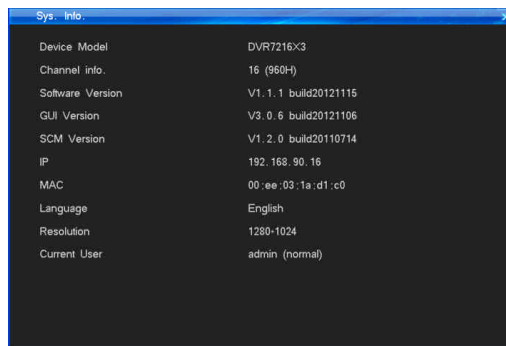 Sys. Info.
Device Model DVR7216X3
Channel info. 16 (960H)
Software Version V1.1.1 build20121115
GUI Version V3.0.6 build20121106
SCM Version V1.2.0 build20110714
IP 192.168.90.16
MAC 00:ee:03:1a:d1:c0
Language English
Resolution 1280*1024
Current User admin (normal)